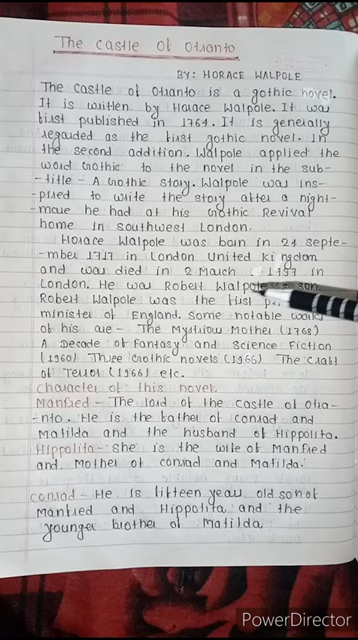 The Castle Of Otranto
BY: HORACE WALPOLE
The Castle of Otranto is a gothic novel.
It is written by Horace Walpole. It was
first published in 1764. It is generally
regarded as the first gothic novel. In
the second addition. Walpole applied the
word Gothic to the novel in the sub-
-title - A Gothic story. Walpole was ins-
-pired to write the story after a night-
-mare he had at his Gothic Revival
home in southwest London.
Horace Walpole was born in 24 septe-
-mber 1717 in London United Kingdom
and was died in 2 March 1797 in
London. He was Robert Walpole's son
Robert Walpole was the first
minister of England. Some notable works
of his are - The Mystrious Mother (1768)
A Decade of Fantasy and Science Fiction
(1960) Three Gothic novels (1966) The Craft
of Terror (1966) etc.
Character of this novel.
Manfred - The lord of the castle of Otra-
-nto. He is the father of Conrad and
Matilda and the husband of Hippolita.
Hippolita - she is the wife of Manfred
and Mother of conrad and Matilda.
conrad - He is fifteen years old son of
Manfred and Hippolita and the
younger brother of Matilda
PowerDirector